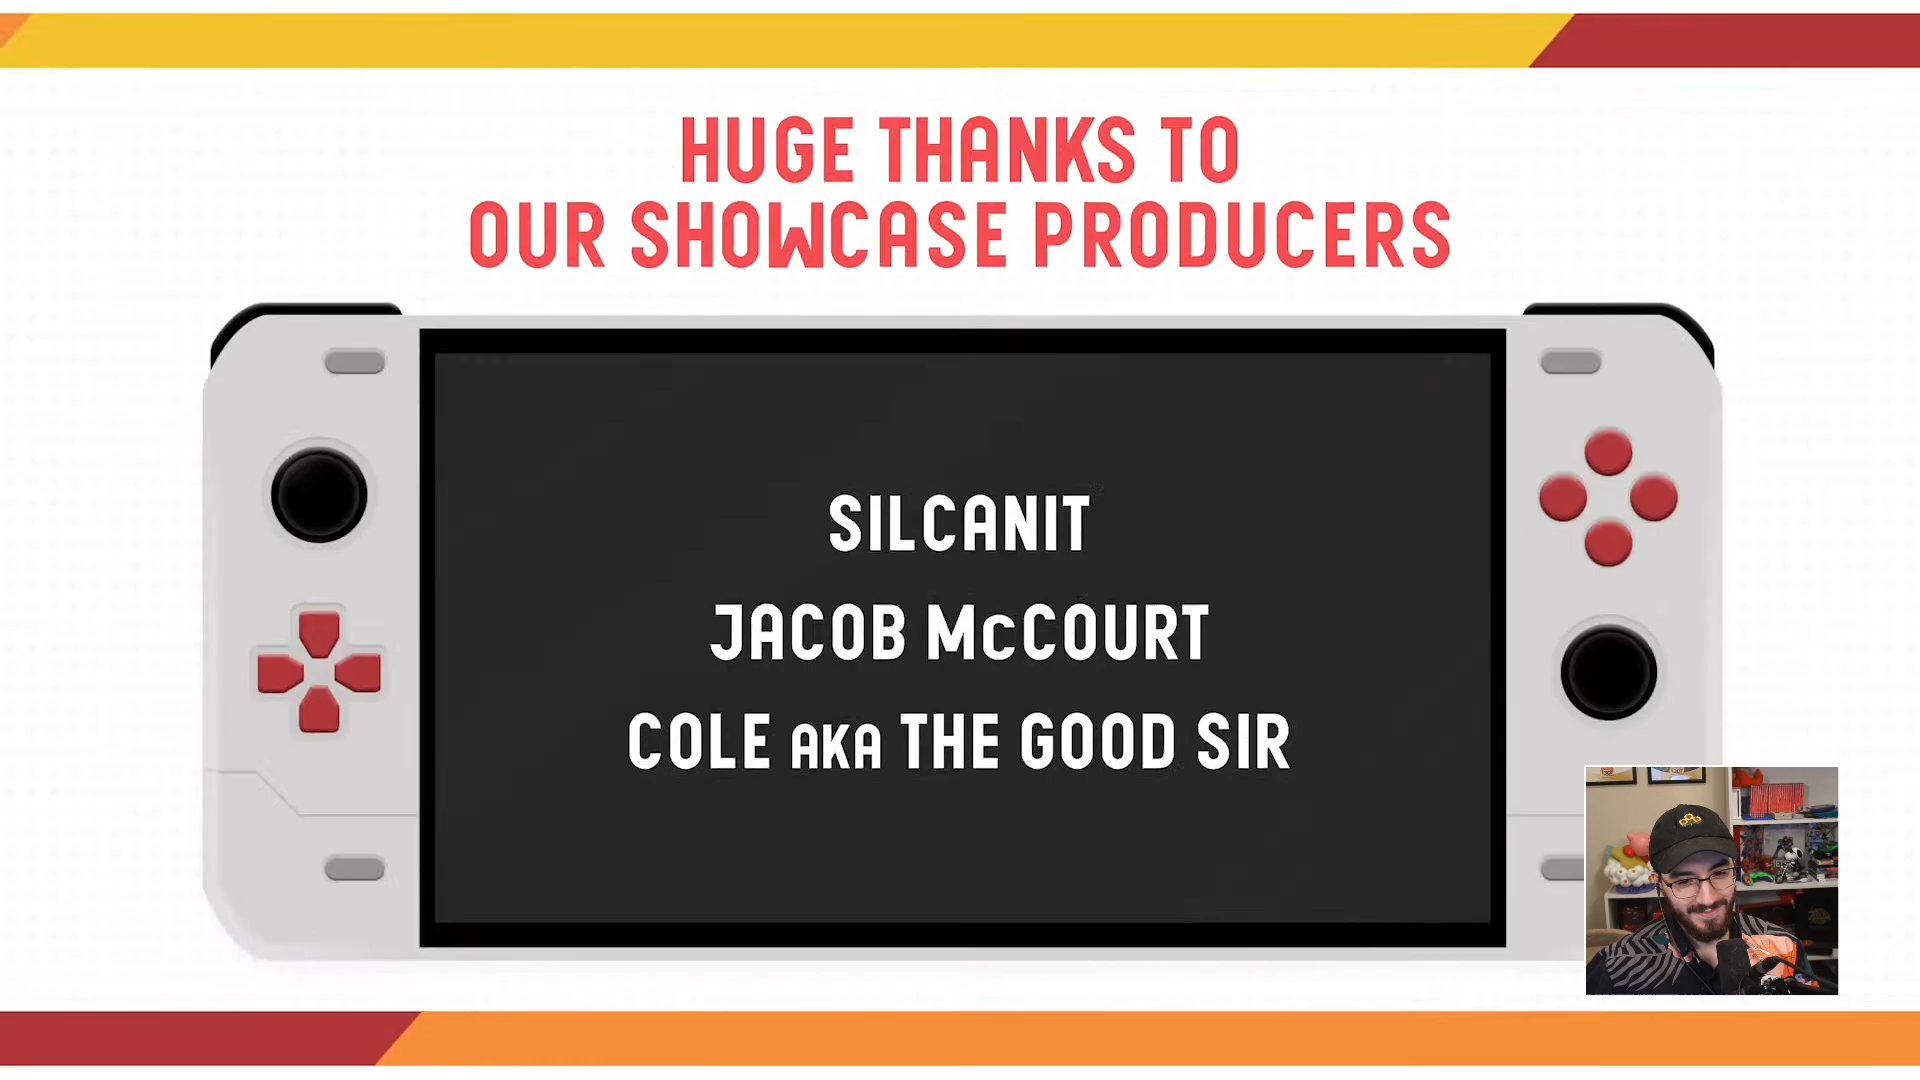 HUGE THANKS TO
OUR SHOWCASE PRODUCERS
SILCANIT
JACOB McCOURT
COLE AKA THE GOOD SIR